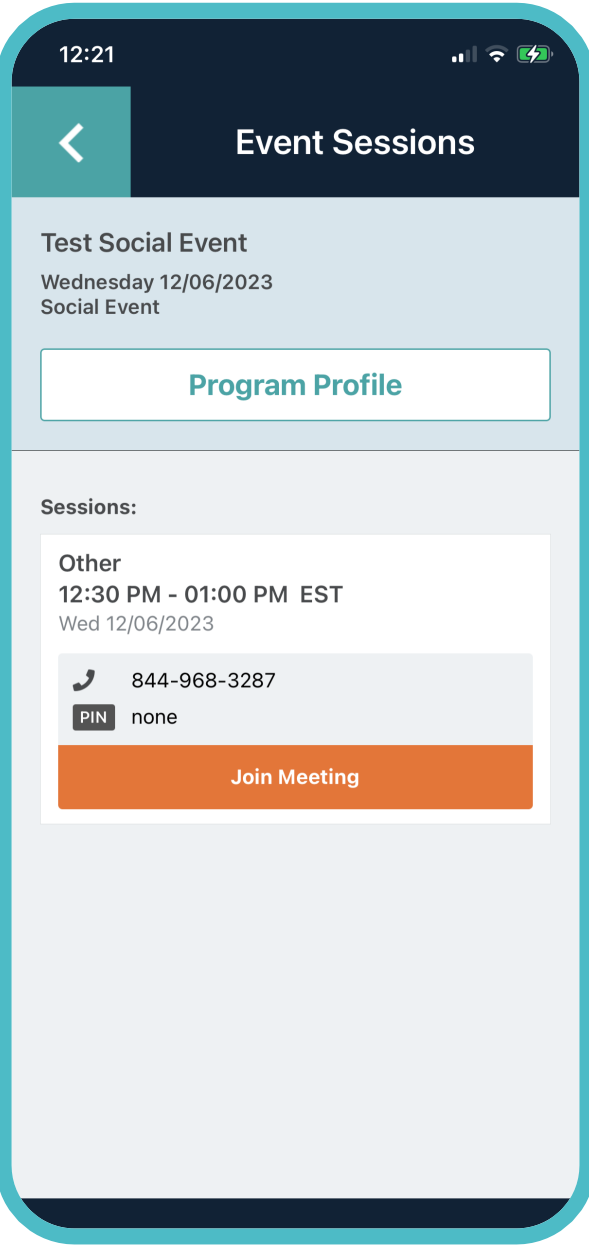 12:21
Event Sessions
Test Social Event
Wednesday 12/06/2023
Social Event
Program Profile
Sessions:
Other
12:30 PM - 01:00 PM EST
Wed 12/06/2023
844-968-3287
PIN none
Join Meeting